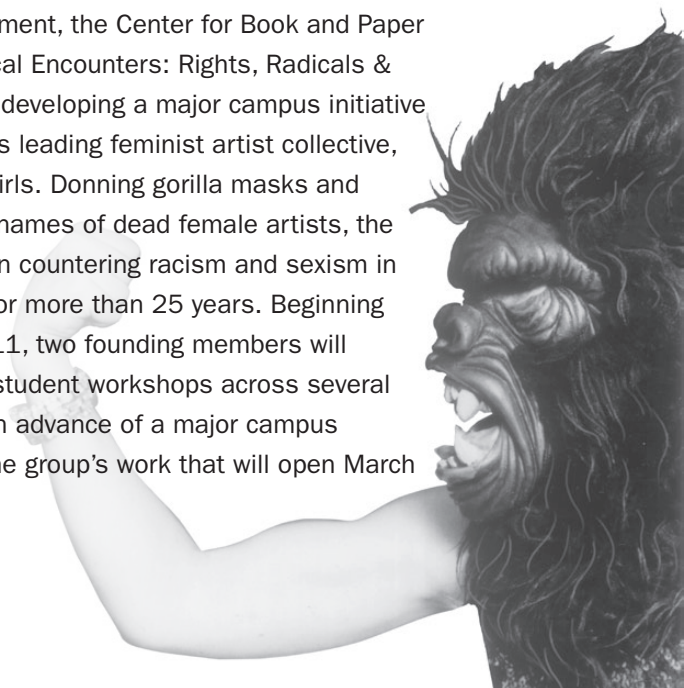 ment, the Center for Book and Paper
cal Encounters: Rights, Radicals &
developing a major campus initiative
s leading feminist artist collective,
irls. Donning gorilla masks and
names of dead female artists, the
n countering racism and sexism in
or more than 25 years. Beginning
11, two founding members will
student workshops across several
n advance of a major campus
he group’s work that will open March